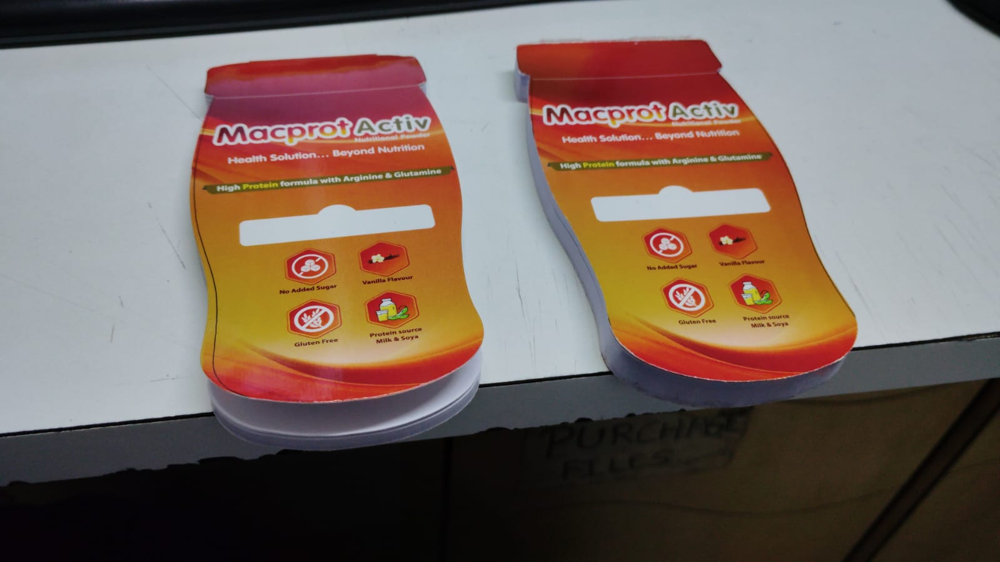 Macprot Activ
Nutritional Powder
Health Solution... Beyond Nutrition
High Protein formula with Arginine & Glutamine
No Added Sugar
Vanilla Flavour
Gluten Free
Protein source
Milk & Soya
Macprot Activ
Nutritional Powder
Health Solution... Beyond Nutrition
High Protein formula with Arginine & Glutamine
No Added Sugar
Vanilla Flavour
Gluten Free
Protein source
Milk & Soya
PURCHASE
FILES